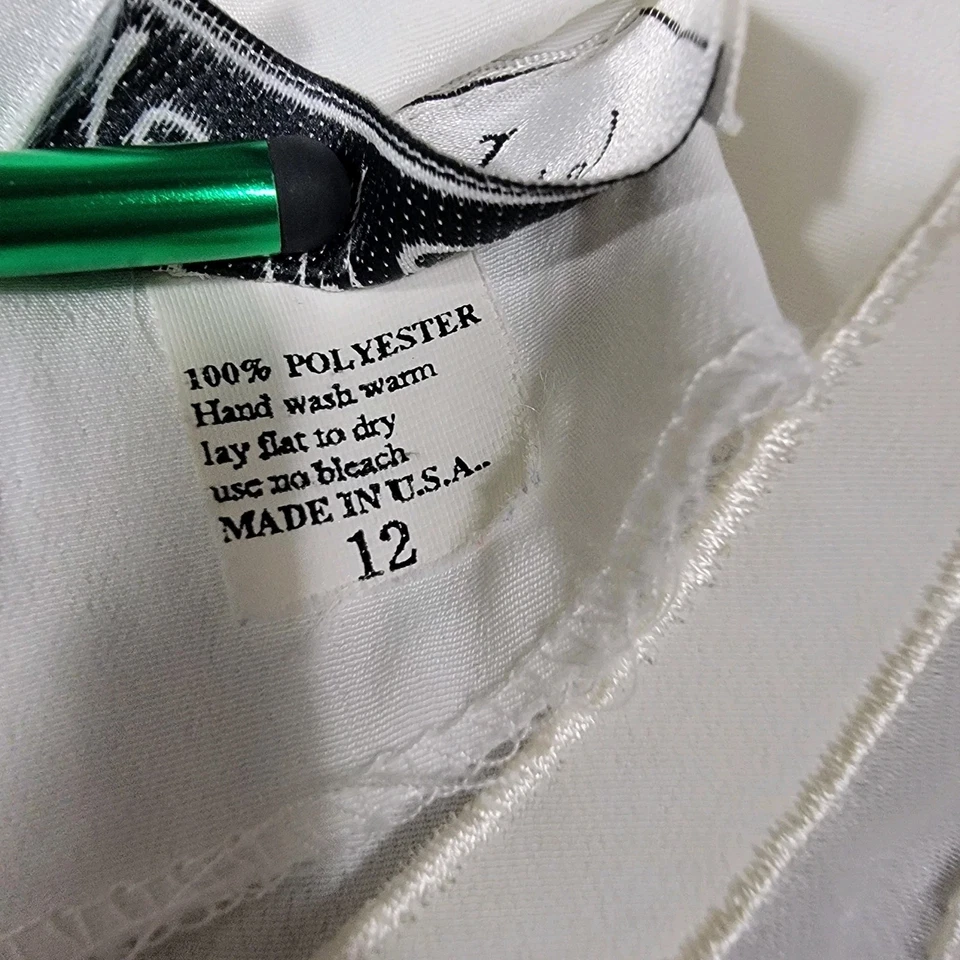 100% POLYESTER
Hand wash warm
lay flat to dry
use no bleach
MADE IN U.S.A..
12